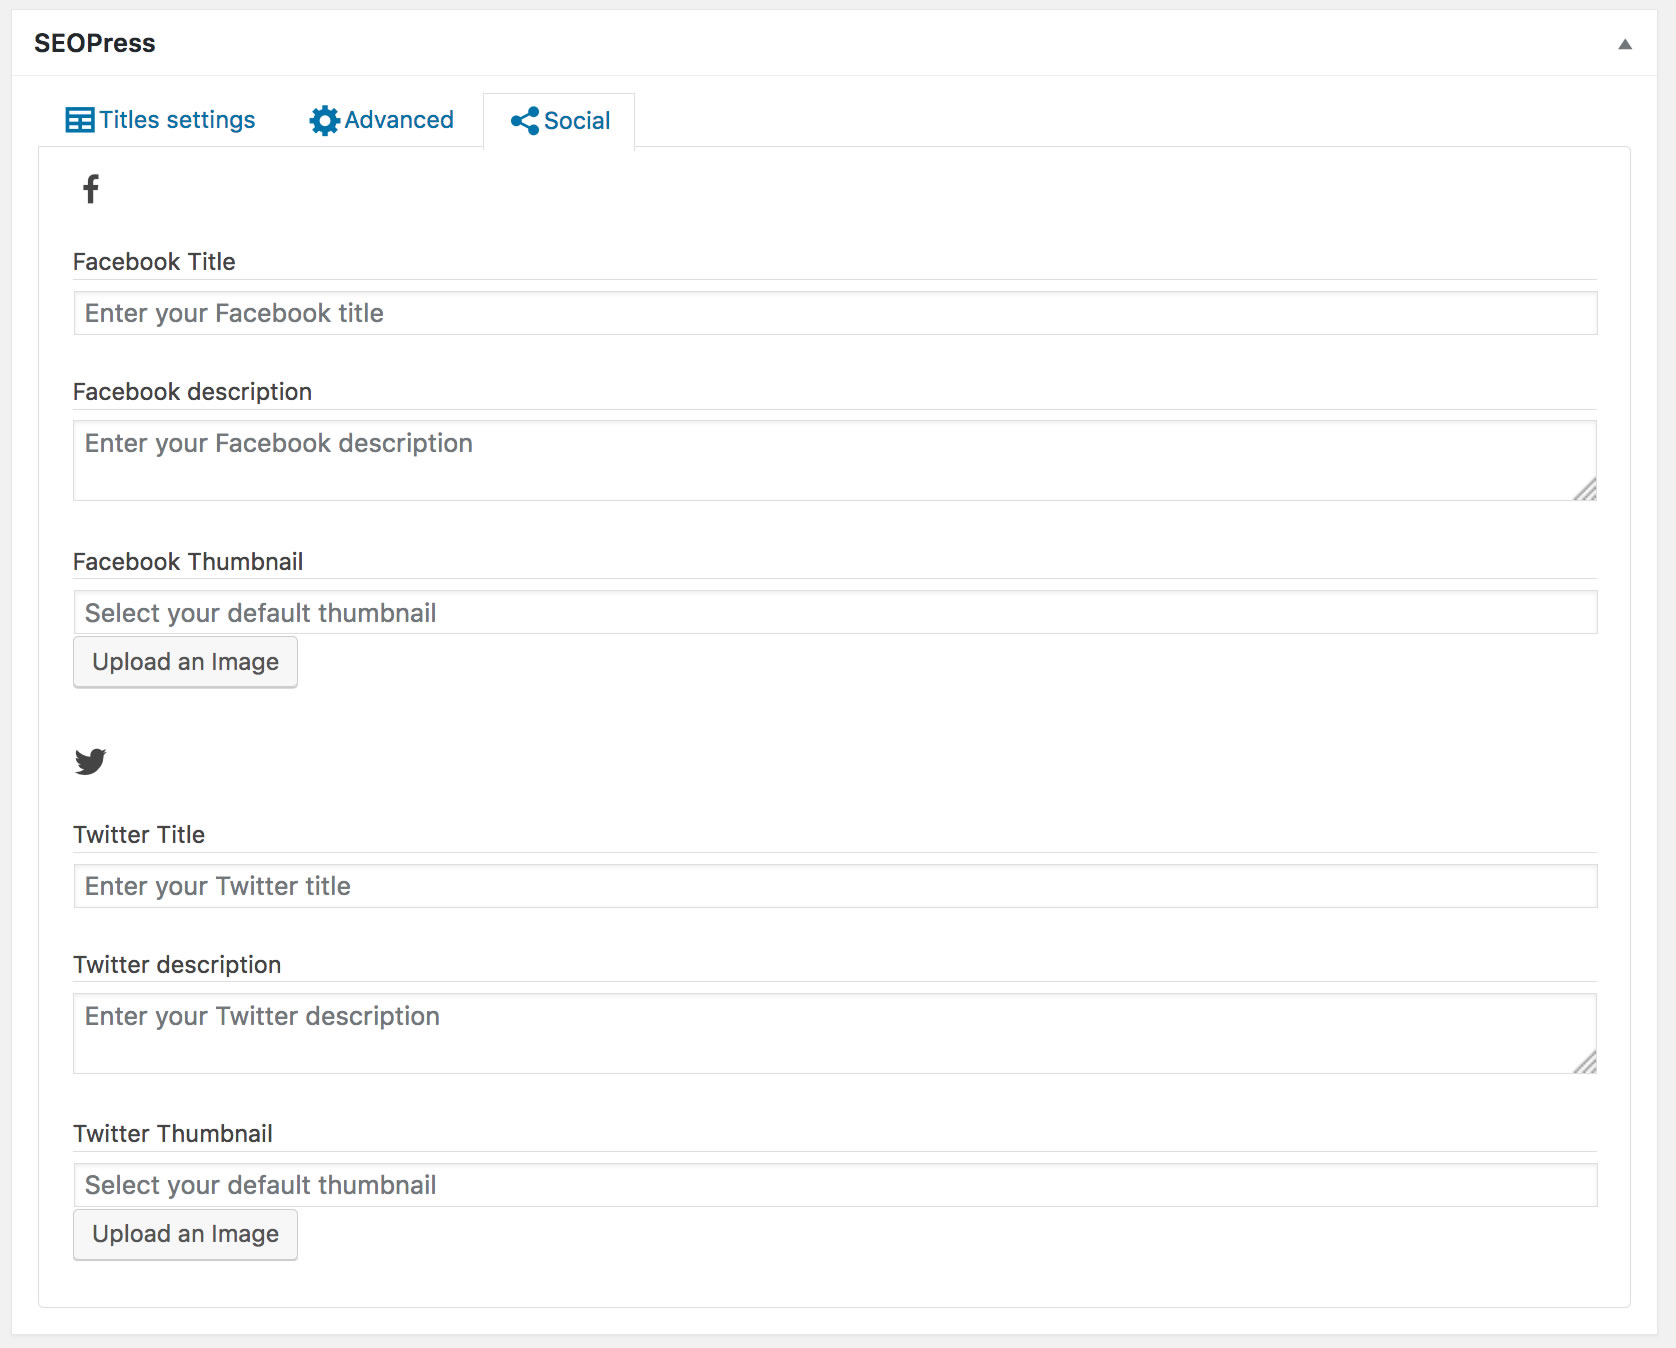 SEOPress
Titles settings Advanced Social
Facebook Title
Enter your Facebook title
Facebook description
Enter your Facebook description
Facebook Thumbnail
Select your default thumbnail
Upload an Image
Twitter Title
Enter your Twitter title
Twitter description
Enter your Twitter description
Twitter Thumbnail
Select your default thumbnail
Upload an Image